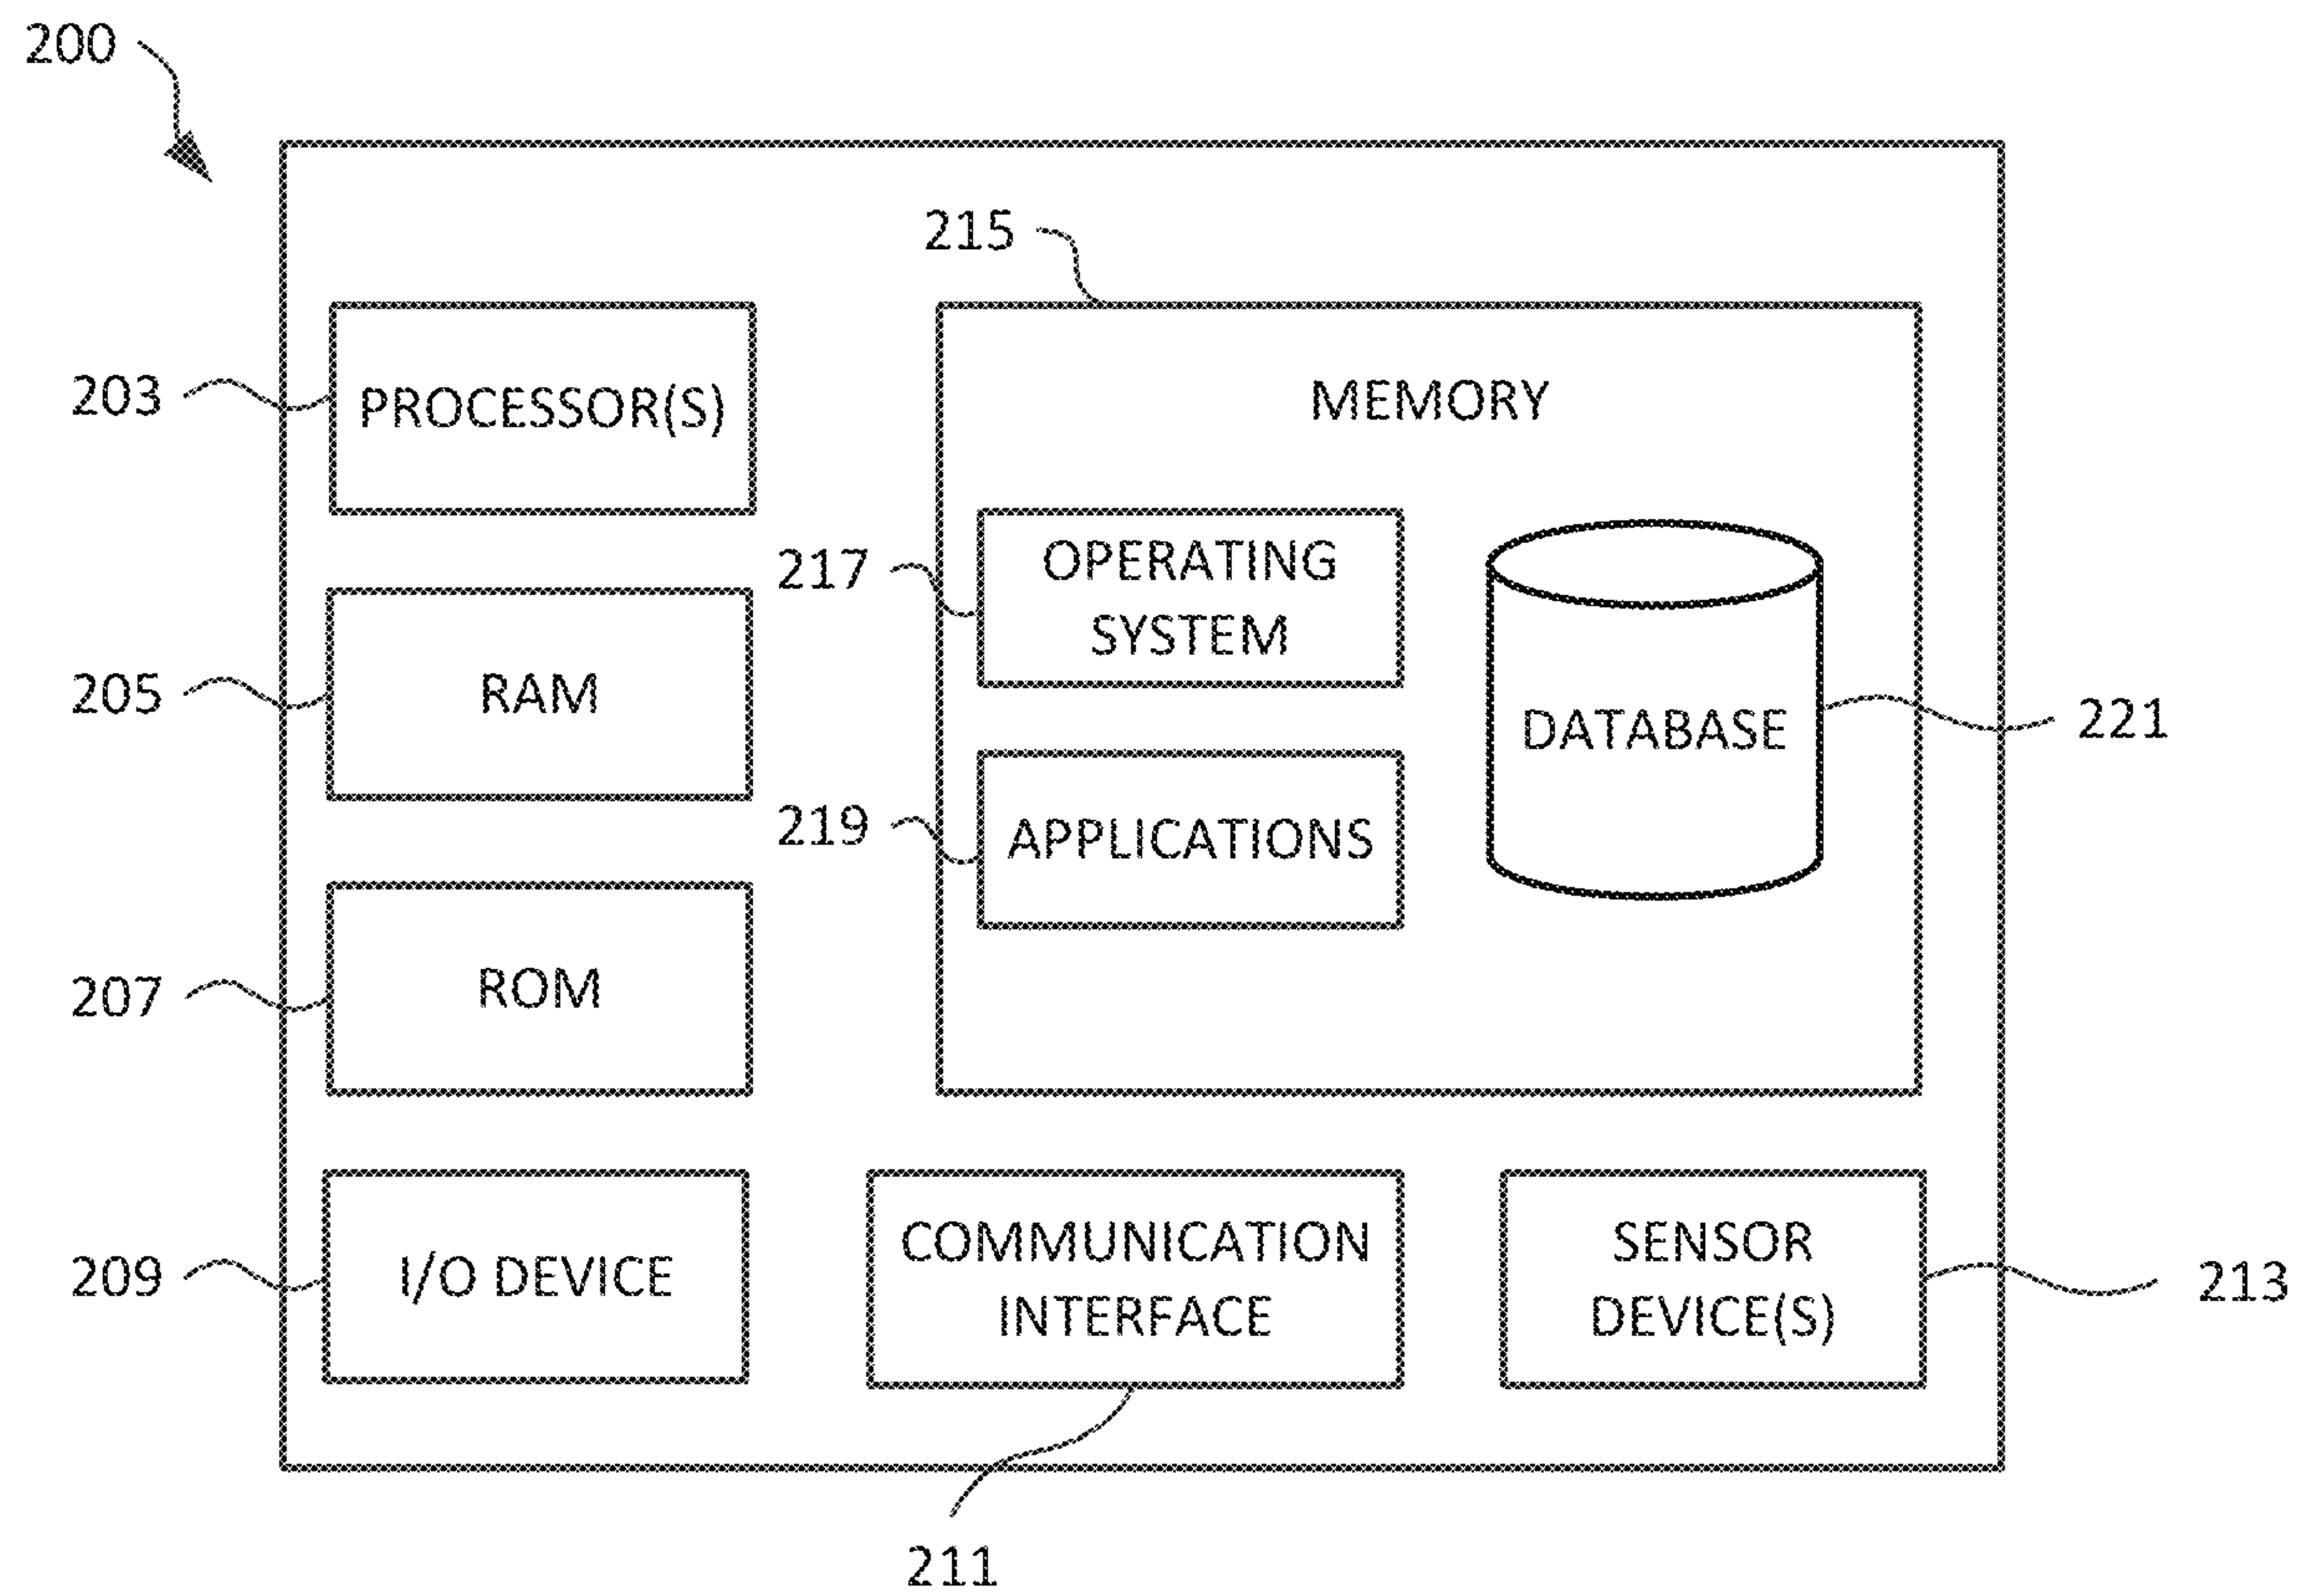 200
215
203
PROCESSOR(S)
MEMORY
217
OPERATING
SYSTEM
205
RAM
DATABASE
221
219
APPLICATIONS
207
ROM
209
I/O DEVICE
COMMUNICATION
INTERFACE
SENSOR
DEVICE(S)
213
211